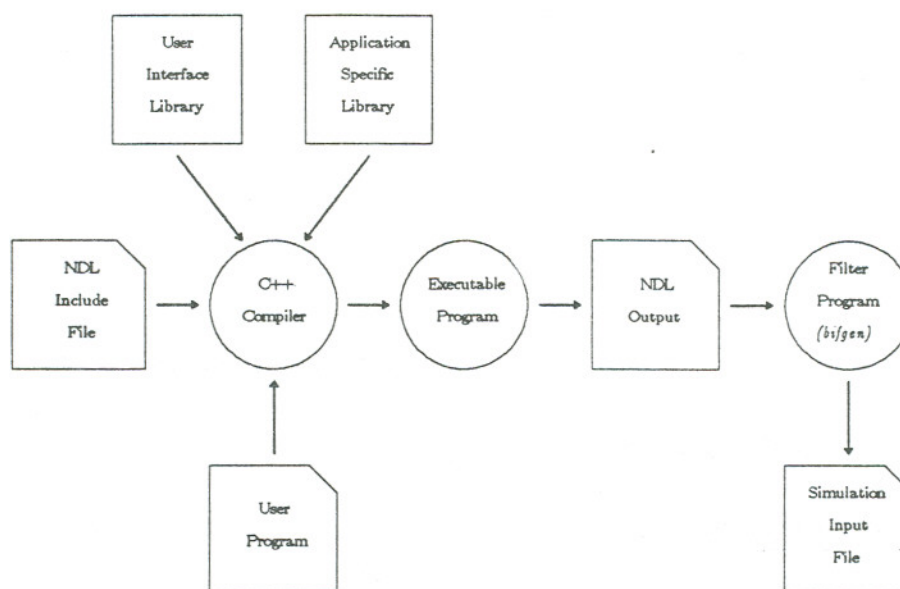 User
Interface
Library
Application
Specific
Library
NDL
Include
File
C++
Compiler
Executable
Program
NDL
Output
Filter
Program
(bifgen)
User
Program
Simulation
Input
File